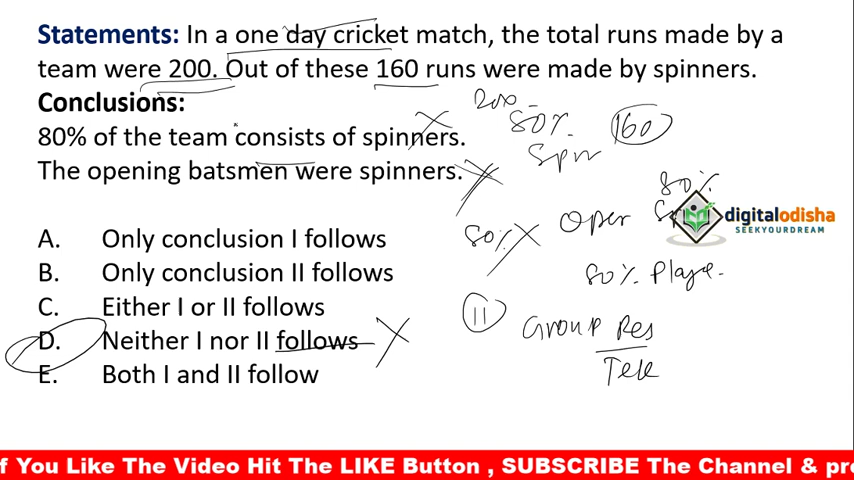 Statements: In a one day cricket match, the total runs made by a
team were 200. Out of these 160 runs were made by spinners.
Conclusions:
80% of the team consists of spinners.
The opening batsmen were spinners.
200
80%
160
Spin
80%
80%
Open
80% Playe
11
Group Res
Tele
digitalodisha
SEEKYOURDREAM
A. Only conclusion I follows
B. Only conclusion II follows
C. Either I or II follows
D. Neither I nor II follows
E. Both I and II follow
f You Like The Video Hit The LIKE Button , SUBSCRIBE The Channel & pre